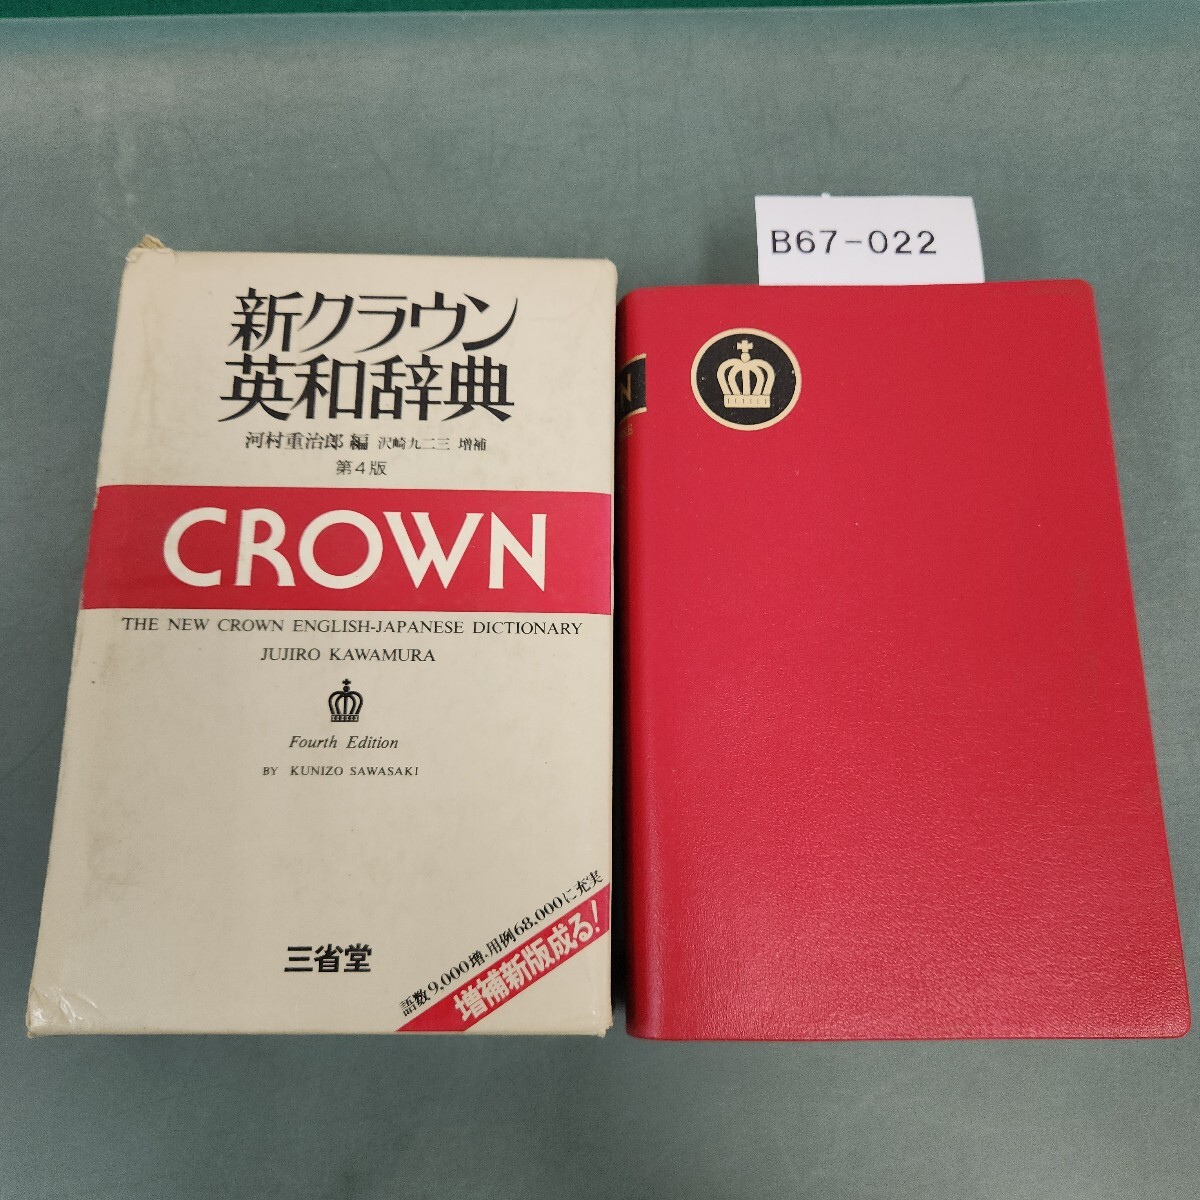 新クラウン
英和辞典
河村重治郎 編 沢崎九二三 増補
第4版
CROWN
THE NEW CROWN ENGLISH-JAPANESE DICTIONARY
JUJIRO KAWAMURA
Fourth Edition
BY KUNIZO SAWASAKI
語数9,000増・用例68,000に充実
増補新版成る!
三省堂
B67-022
N